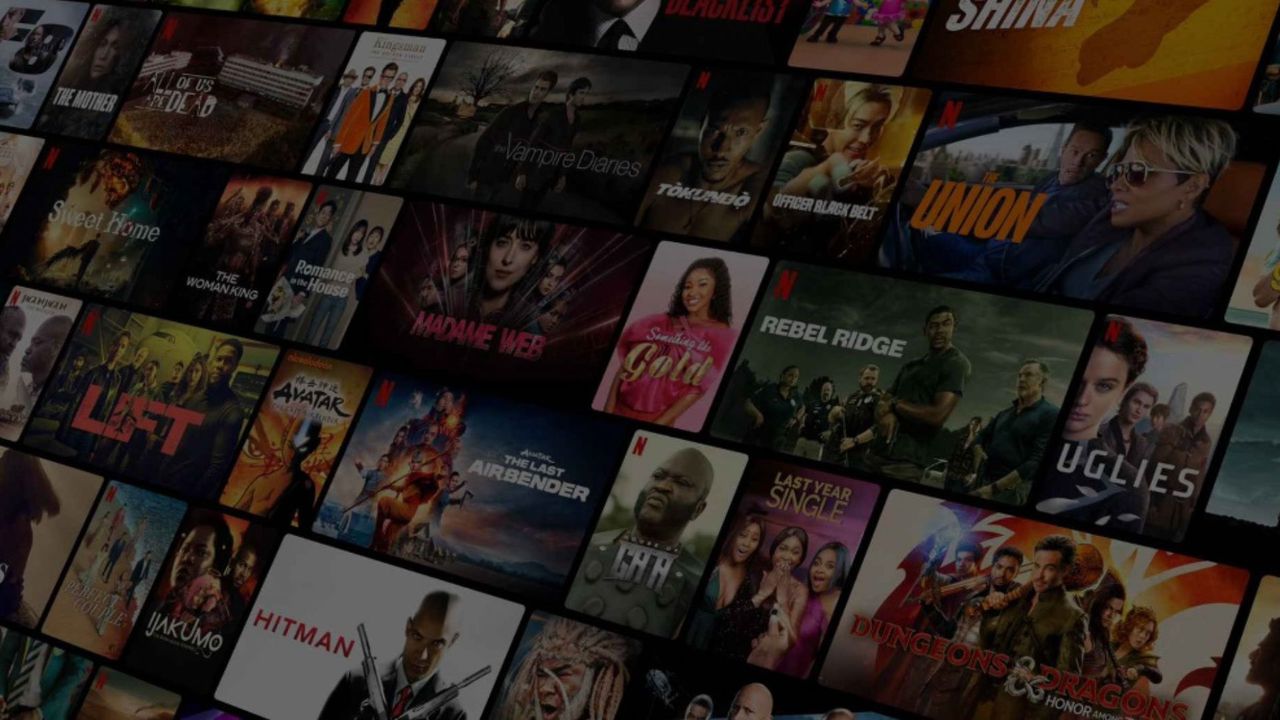 BLACKLIST
SHINA
THE MOTHER
ALL OF US
ARE DEAD
Kingsman
the Vampire Diaries
TÒKUNBỌ̀
OFFICER BLACK BELT
THE
UNION
Sweet Home
THE
WOMAN KING
Romance
in the House
MADAME WEB
Something Like
Gold
REBEL RIDGE
UGLIES
LIFT
nickelodeon
AVATAR
AVATAR
THE LAST
AIRBENDER
LAST YEAR
SINGLE
IJAKUMO
HITMAN
DUNGEONS & DRAGONS
HONOR AMONG